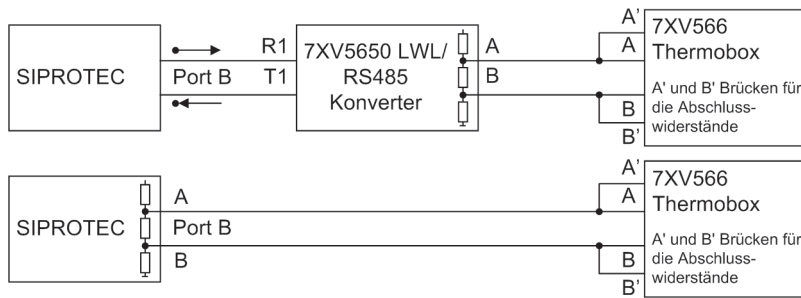 SIPROTEC
Port B
R1
T1
7XV5650 LWL/
RS485
Konverter
A
B
A'
A
B
B'
7XV566
Thermobox
A' und B' Brücken für
die Abschluss-
widerstände
SIPROTEC
A
Port B
B
A'
A
B
B'
7XV566
Thermobox
A' und B' Brücken für
die Abschluss-
widerstände